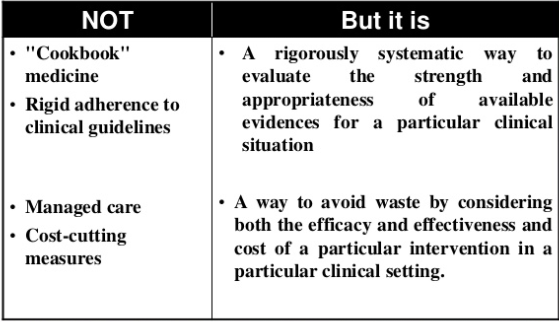 NOT
But it is
• "Cookbook"
medicine
• Rigid adherence to
clinical guidelines
• A rigorously systematic way to
evaluate the strength and
appropriateness of available
evidences for a particular clinical
situation
• Managed care
• Cost-cutting
measures
• A way to avoid waste by considering
both the efficacy and effectiveness and
cost of a particular intervention in a
particular clinical setting.